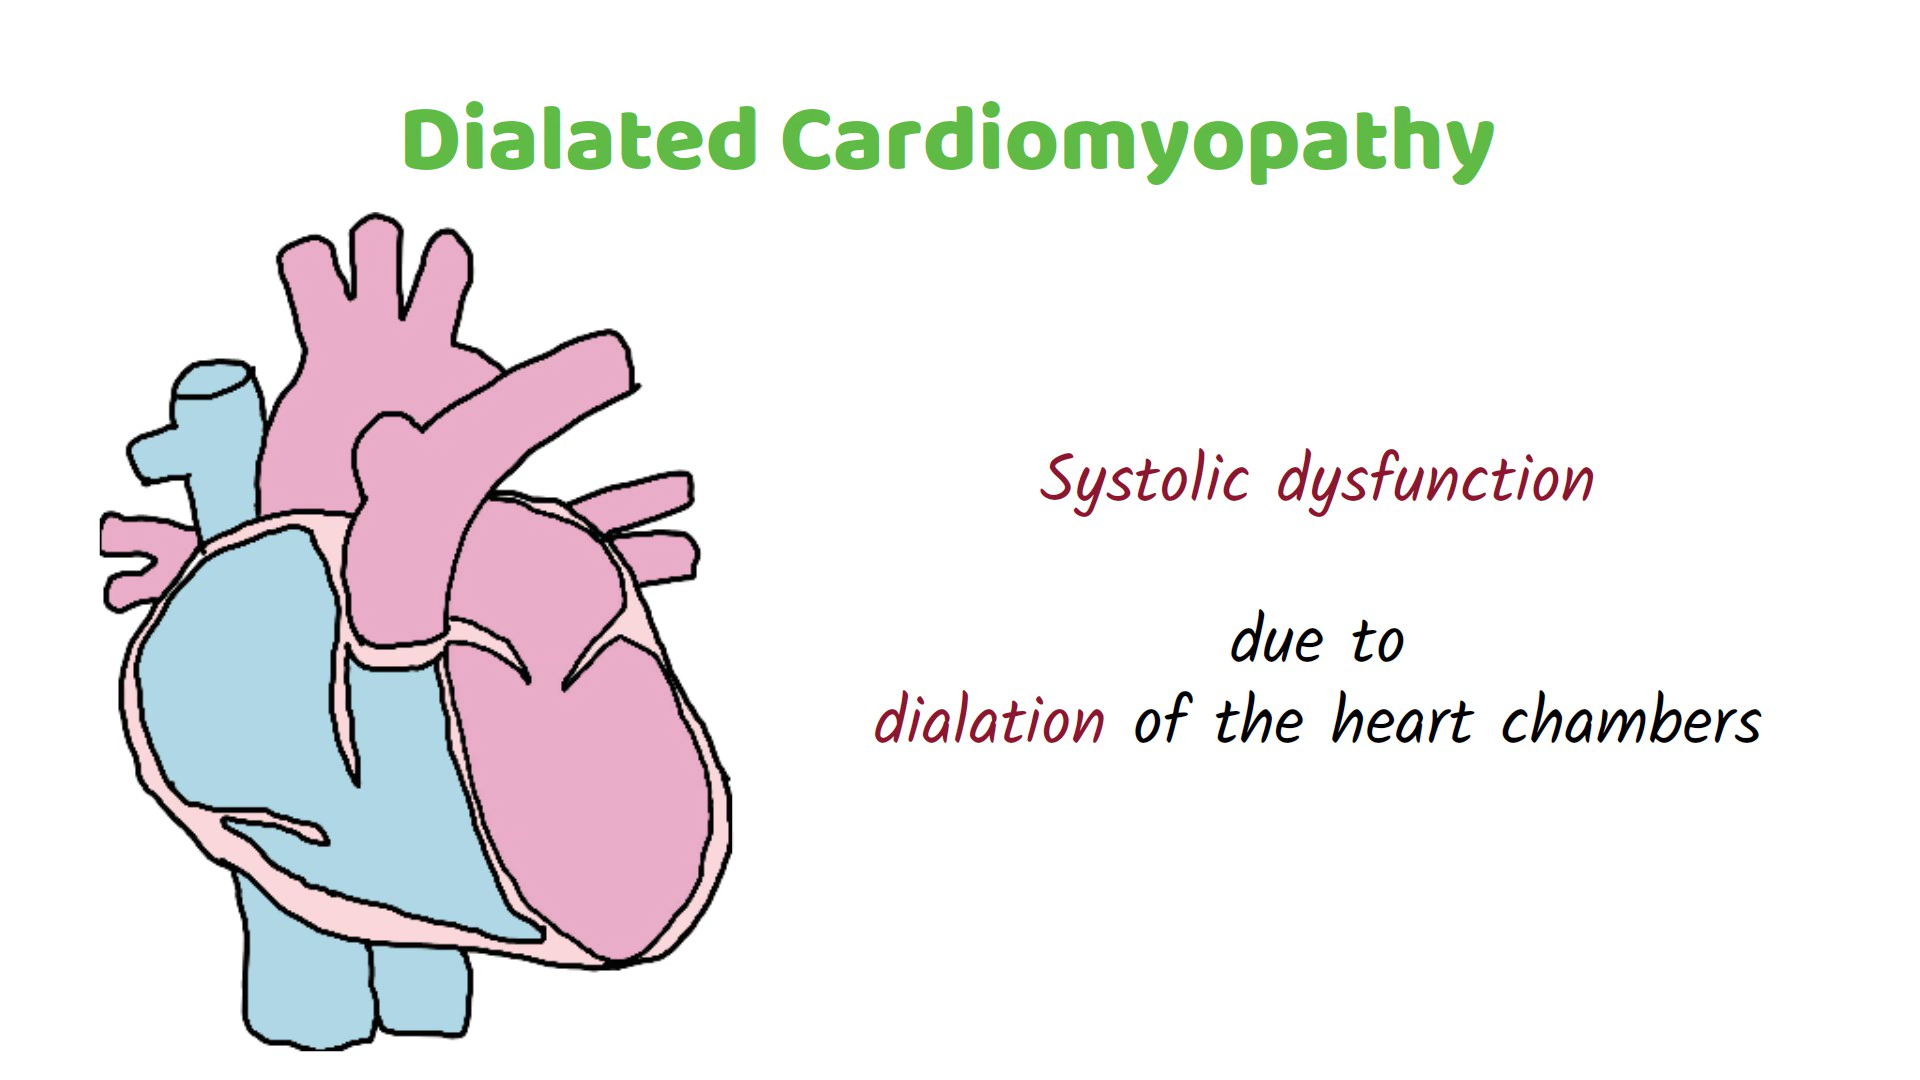 Dialated Cardiomyopathy
Systolic dysfunction
due to
dialation of the heart chambers